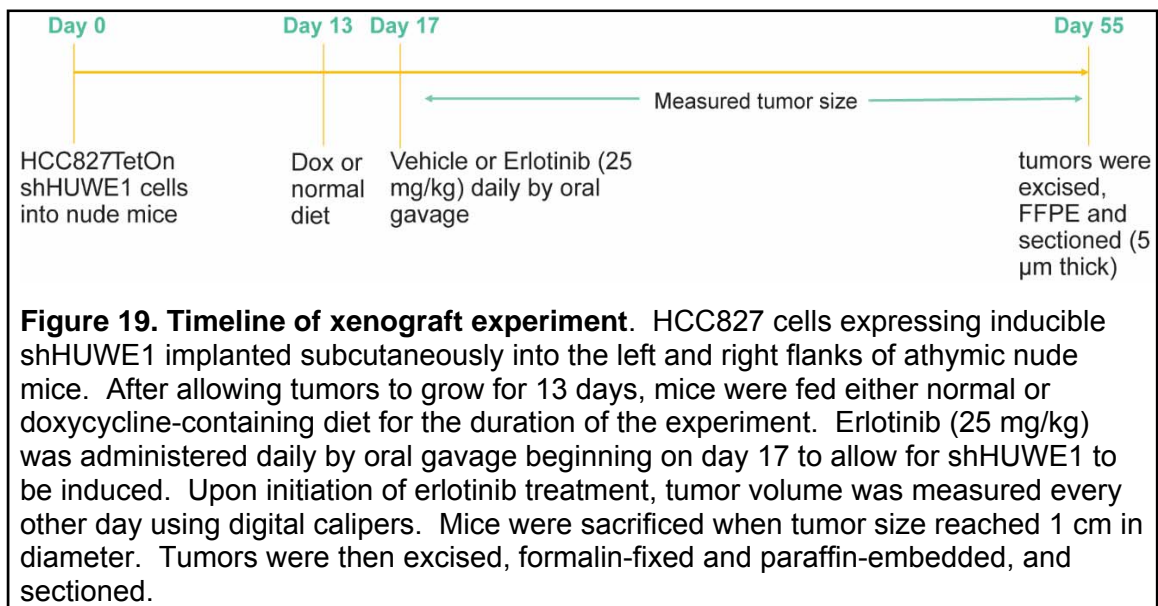 Day 0 Day 13 Day 17 Day 55
Measured tumor size
HCC827TetOn
shHUWE1 cells
into nude mice
Dox or
normal
diet
Vehicle or Erlotinib (25
mg/kg) daily by oral
gavage
tumors were
excised,
FFPE and
sectioned (5
µm thick)
Figure 19. Timeline of xenograft experiment. HCC827 cells expressing inducible
shHUWE1 implanted subcutaneously into the left and right flanks of athymic nude
mice. After allowing tumors to grow for 13 days, mice were fed either normal or
doxycycline-containing diet for the duration of the experiment. Erlotinib (25 mg/kg)
was administered daily by oral gavage beginning on day 17 to allow for shHUWE1 to
be induced. Upon initiation of erlotinib treatment, tumor volume was measured every
other day using digital calipers. Mice were sacrificed when tumor size reached 1 cm in
diameter. Tumors were then excised, formalin-fixed and paraffin-embedded, and
sectioned.